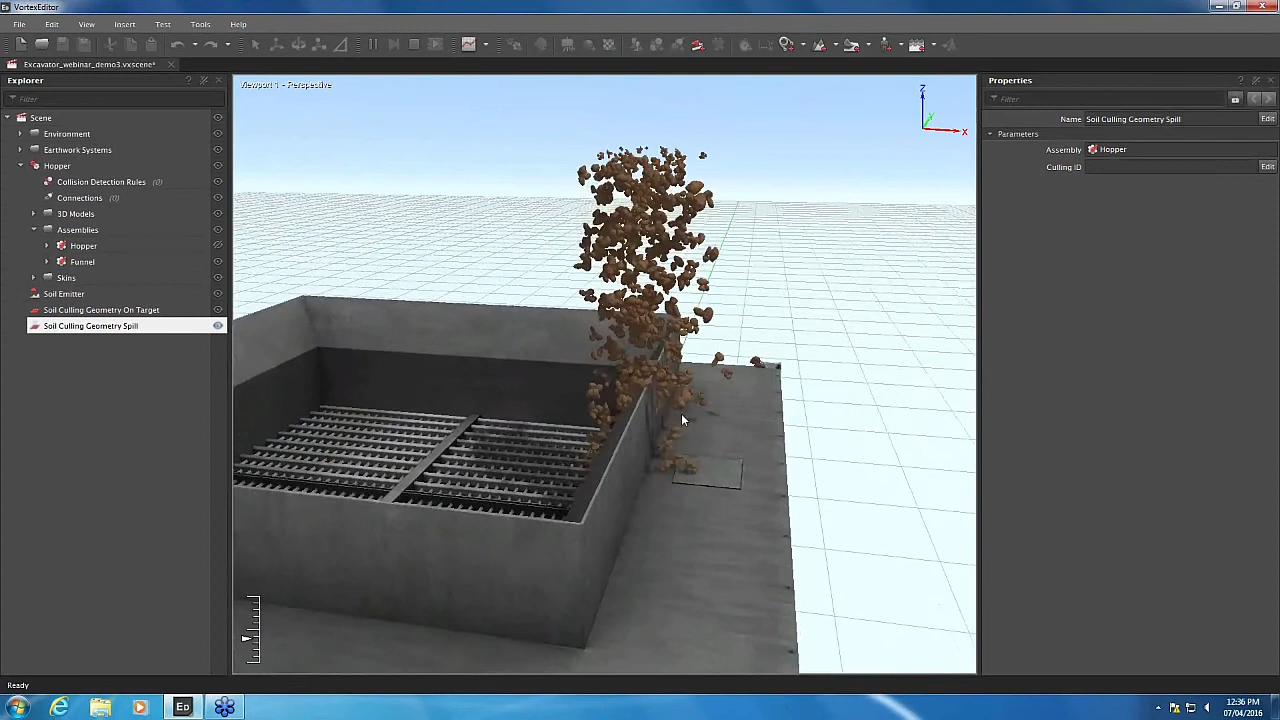 Ed VortexEditor
File Edit View Insert Test Tools Help
Excavator_webinar_demo3.vxscene*
Explorer
Filter
Scene
Environment
Earthwork Systems
Hopper
Collision Detection Rules (0)
Connections (0)
3D Models
Assemblies
Hopper
Funnel
Skins
Soil Emitter
Soil Culling Geometry On Target
Soil Culling Geometry Spill
Viewport 1 - Perspective
Z
Y
X
Properties
Filter
Name Soil Culling Geometry Spill Edit
Parameters
Assembly Hopper
Culling ID Edit
Ready
Ed
12:36 PM
07/04/2016